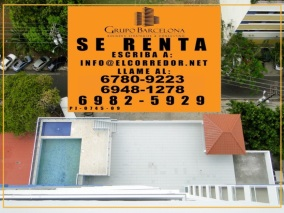 GRUPO BARCELONA
SE RENTA
ESCRIBA A:
INFO@ELCORREDOR.NET
LLAME AL:
6780-9223
6948-1278
6982-5929